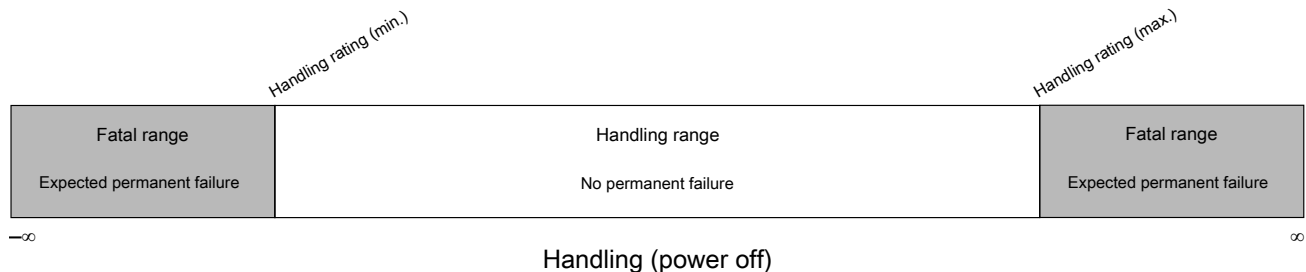 Handling rating (min.)
Handling rating (max.)
Fatal range
Handling range
Fatal range
Expected permanent failure
No permanent failure
Expected permanent failure
–∞
∞
Handling (power off)